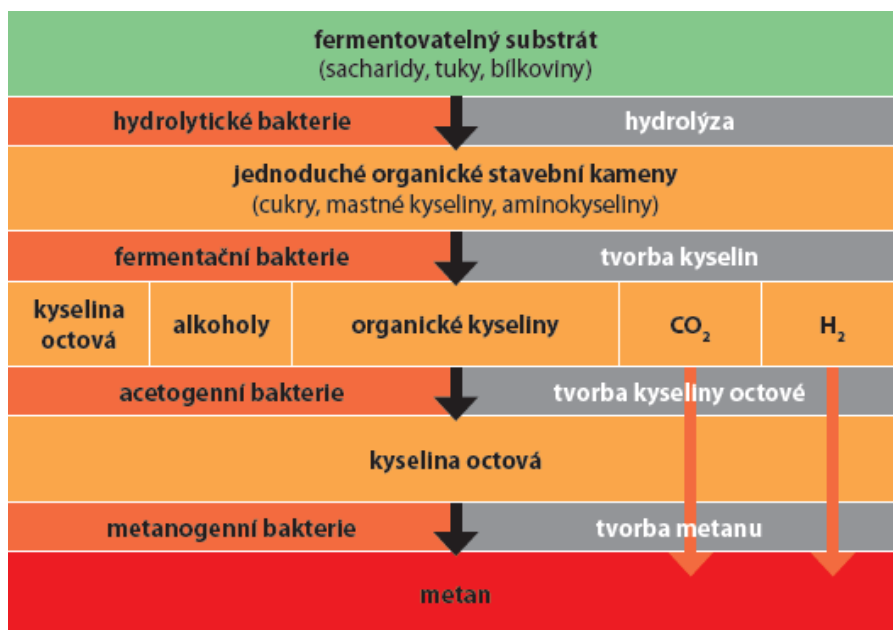 fermentovatelný substrát
(sacharidy, tuky, bílkoviny)
hydrolytické bakterie
hydrolýza
jednoduché organické stavební kameny
(cukry, mastné kyseliny, aminokyseliny)
fermentační bakterie
tvorba kyselin
kyselina
octová
alkoholy
organické kyseliny
CO₂
H₂
acetogenní bakterie
tvorba kyseliny octové
kyselina octová
metanogenní bakterie
tvorba metanu
metan